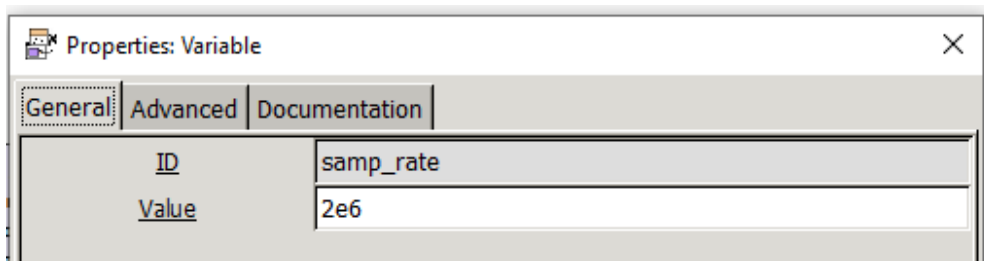 Properties: Variable
General Advanced Documentation
ID samp_rate
Value 2e6